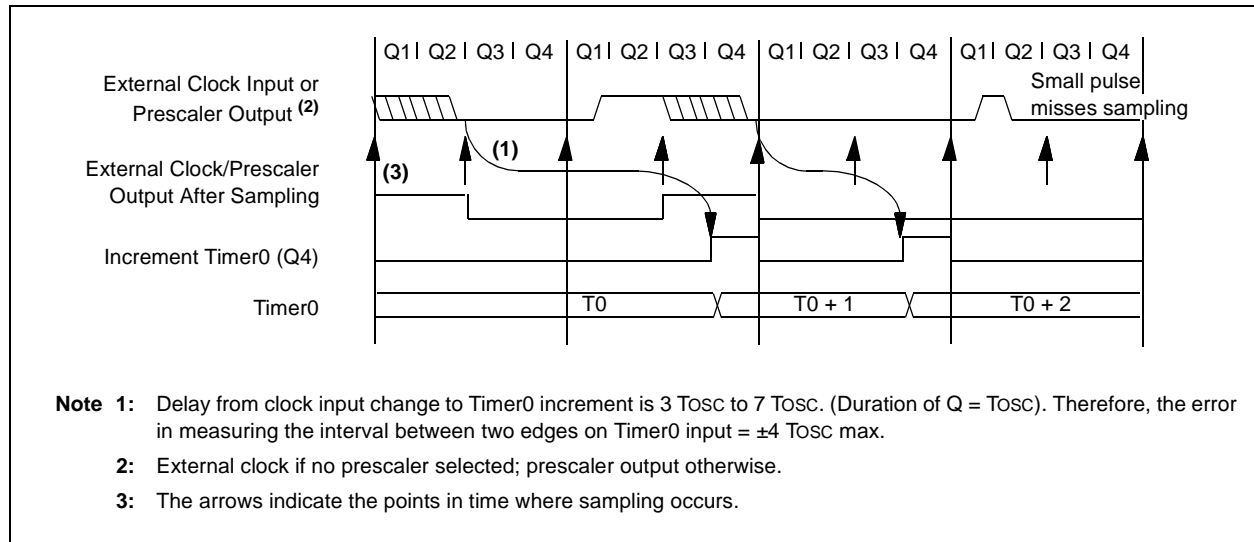 Q1 | Q2 | Q3 | Q4 | Q1 | Q2 | Q3 | Q4 | Q1 | Q2 | Q3 | Q4 | Q1 | Q2 | Q3 | Q4
External Clock Input or
Prescaler Output (2)
Small pulse
misses sampling
(1)
External Clock/Prescaler
Output After Sampling
(3)
Increment Timer0 (Q4)
Timer0
T0
T0 + 1
T0 + 2
Note 1: Delay from clock input change to Timer0 increment is 3 TOSC to 7 TOSC. (Duration of Q = TOSC). Therefore, the error
in measuring the interval between two edges on Timer0 input = ±4 TOSC max.
2: External clock if no prescaler selected; prescaler output otherwise.
3: The arrows indicate the points in time where sampling occurs.